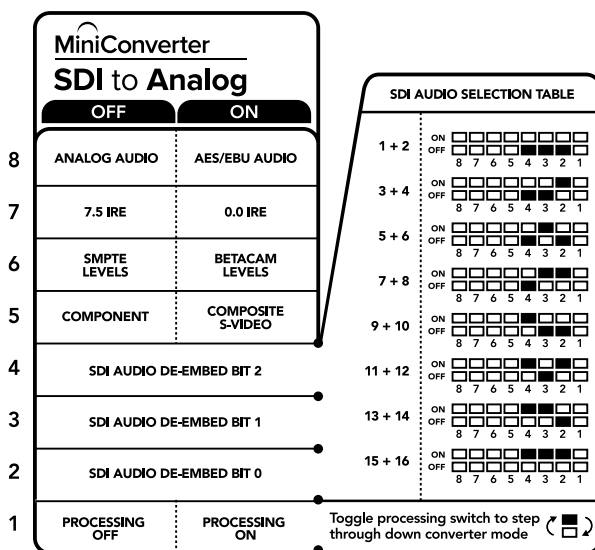 MiniConverter
SDI to Analog
OFF ON
8 ANALOG AUDIO AES/EBU AUDIO
7 7.5 IRE 0.0 IRE
6 SMPTE LEVELS BETACAM LEVELS
5 COMPONENT COMPOSITE S-VIDEO
4 SDI AUDIO DE-EMBED BIT 2
3 SDI AUDIO DE-EMBED BIT 1
2 SDI AUDIO DE-EMBED BIT 0
1 PROCESSING OFF PROCESSING ON
SDI AUDIO SELECTION TABLE
1 + 2 ON
OFF
8 7 6 5 4 3 2 1
3 + 4 ON
OFF
8 7 6 5 4 3 2 1
5 + 6 ON
OFF
8 7 6 5 4 3 2 1
7 + 8 ON
OFF
8 7 6 5 4 3 2 1
9 + 10 ON
OFF
8 7 6 5 4 3 2 1
11 + 12 ON
OFF
8 7 6 5 4 3 2 1
13 + 14 ON
OFF
8 7 6 5 4 3 2 1
15 + 16 ON
OFF
8 7 6 5 4 3 2 1
Toggle processing switch to step
through down converter mode